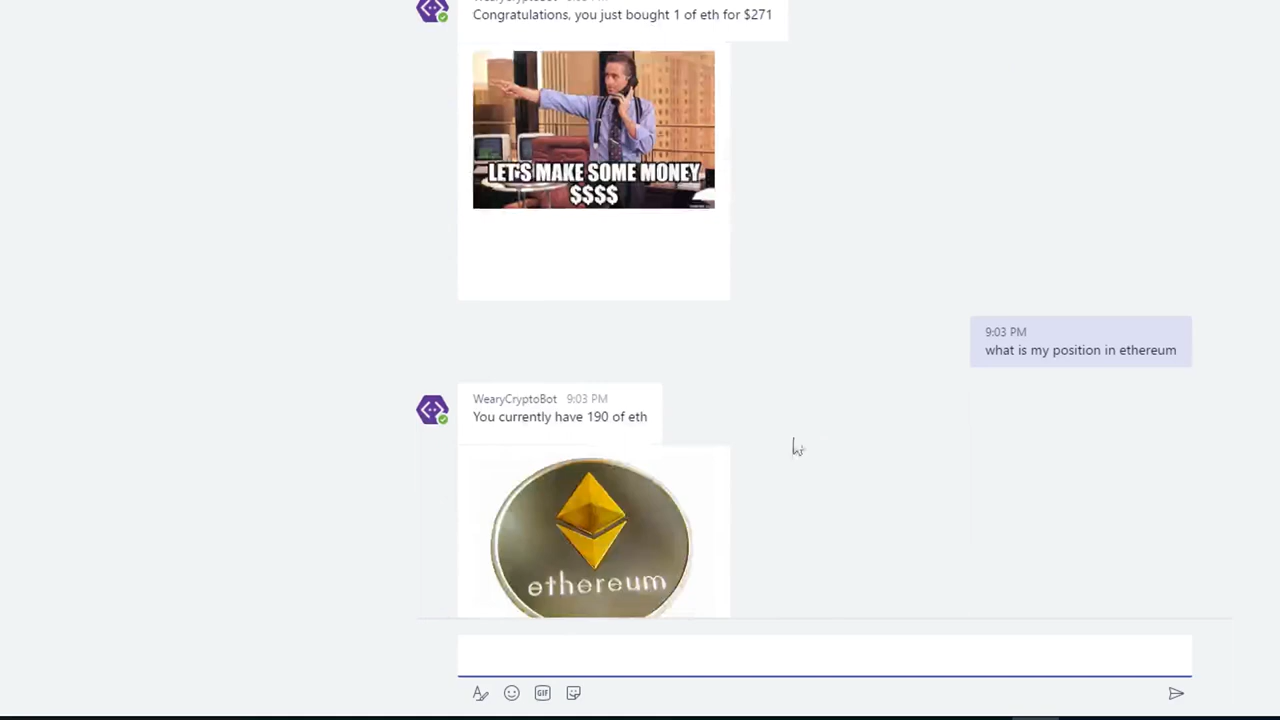 Congratulations, you just bought 1 of eth for $271
LET'S MAKE SOME MONEY
$$$$
9:03 PM
what is my position in ethereum
WearyCryptoBot 9:03 PM
You currently have 190 of eth
ethereum
GIF